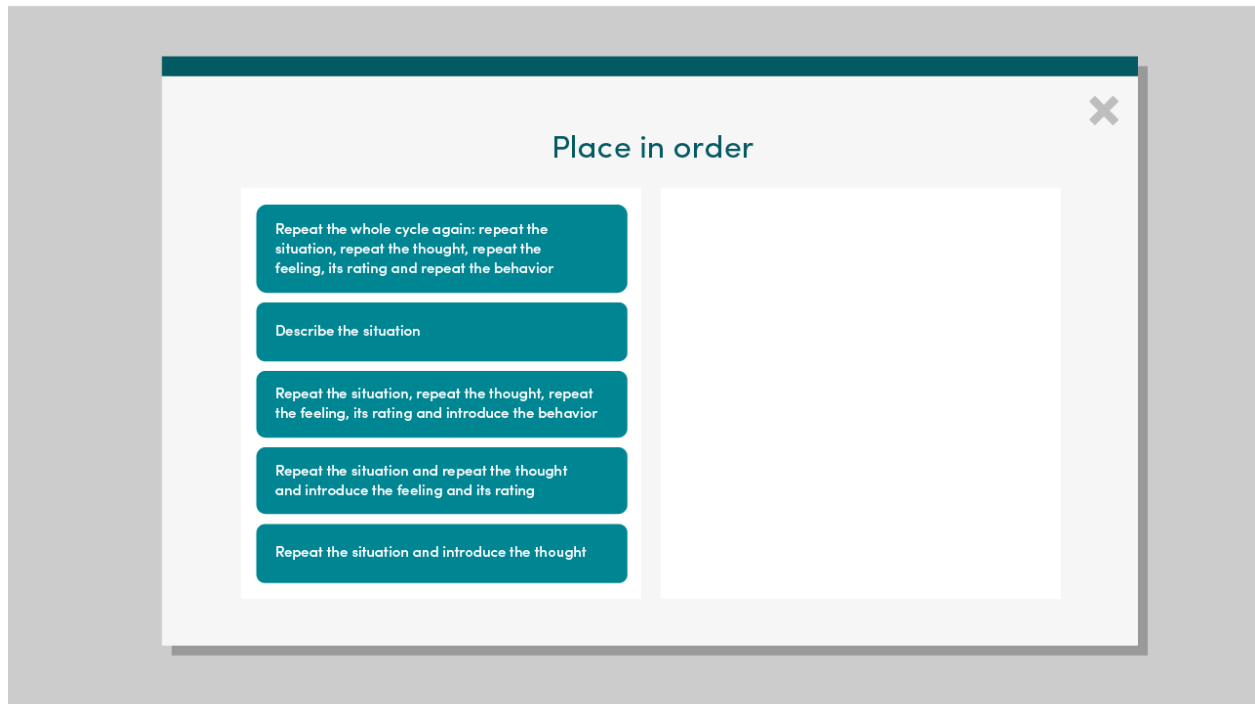 Place in order
Repeat the whole cycle again: repeat the
situation, repeat the thought, repeat the
feeling, its rating and repeat the behavior
Describe the situation
Repeat the situation, repeat the thought, repeat
the feeling, its rating and introduce the behavior
Repeat the situation and repeat the thought
and introduce the feeling and its rating
Repeat the situation and introduce the thought